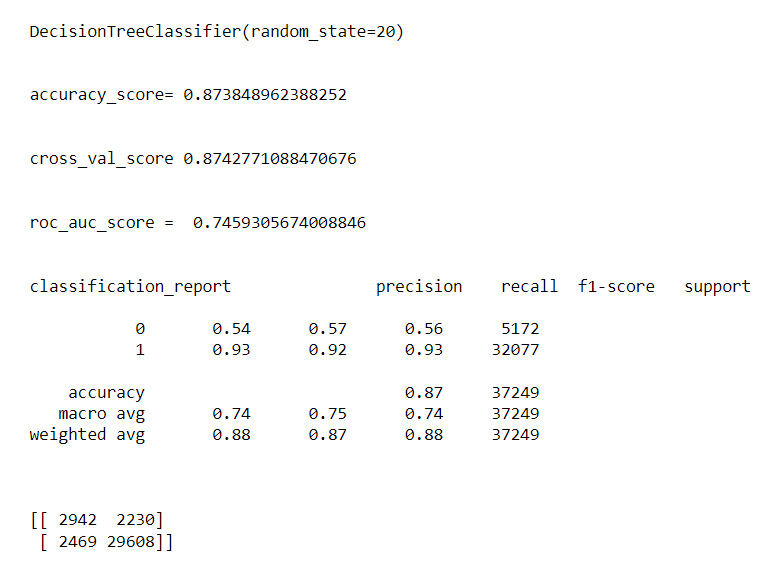 DecisionTreeClassifier(random_state=20)
accuracy_score= 0.873848962388252
cross_val_score 0.8742771088470676
roc_auc_score =  0.7459305674008846
classification_report               precision    recall  f1-score   support
           0       0.54      0.57      0.56      5172
           1       0.93      0.92      0.93     32077
    accuracy                           0.87     37249
   macro avg       0.74      0.75      0.74     37249
weighted avg       0.88      0.87      0.88     37249
[[ 2942  2230]
 [ 2469 29608]]